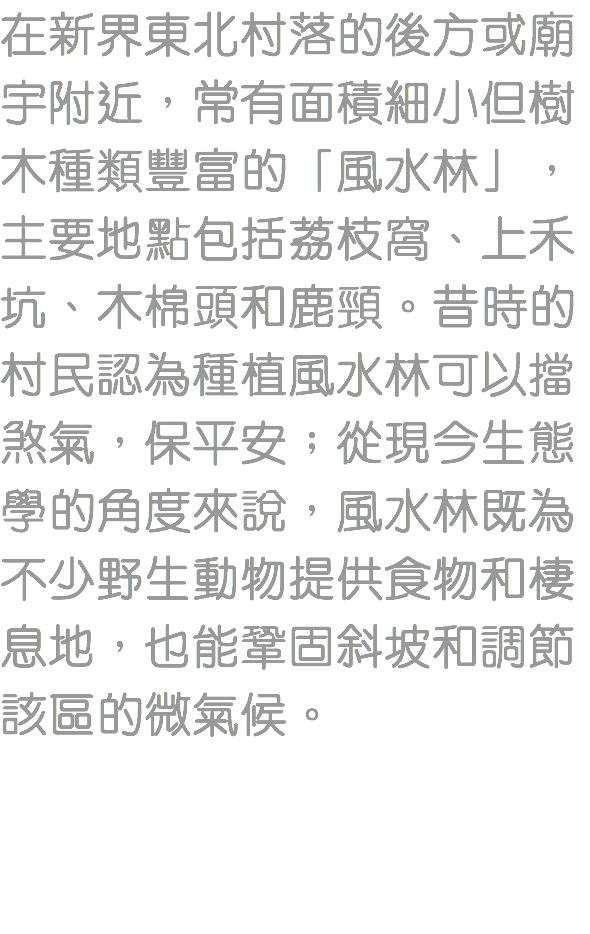 在新界東北村落的後方或廟
宇附近，常有面積細小但樹
木種類豐富的「風水林」，
主要地點包括荔枝窩、上禾
坑、木棉頭和鹿頸。昔時的
村民認為種植風水林可以擋
煞氣，保平安；從現今生態
學的角度來說，風水林既為
不少野生動物提供食物和棲
息地，也能鞏固斜坡和調節
該區的微氣候。